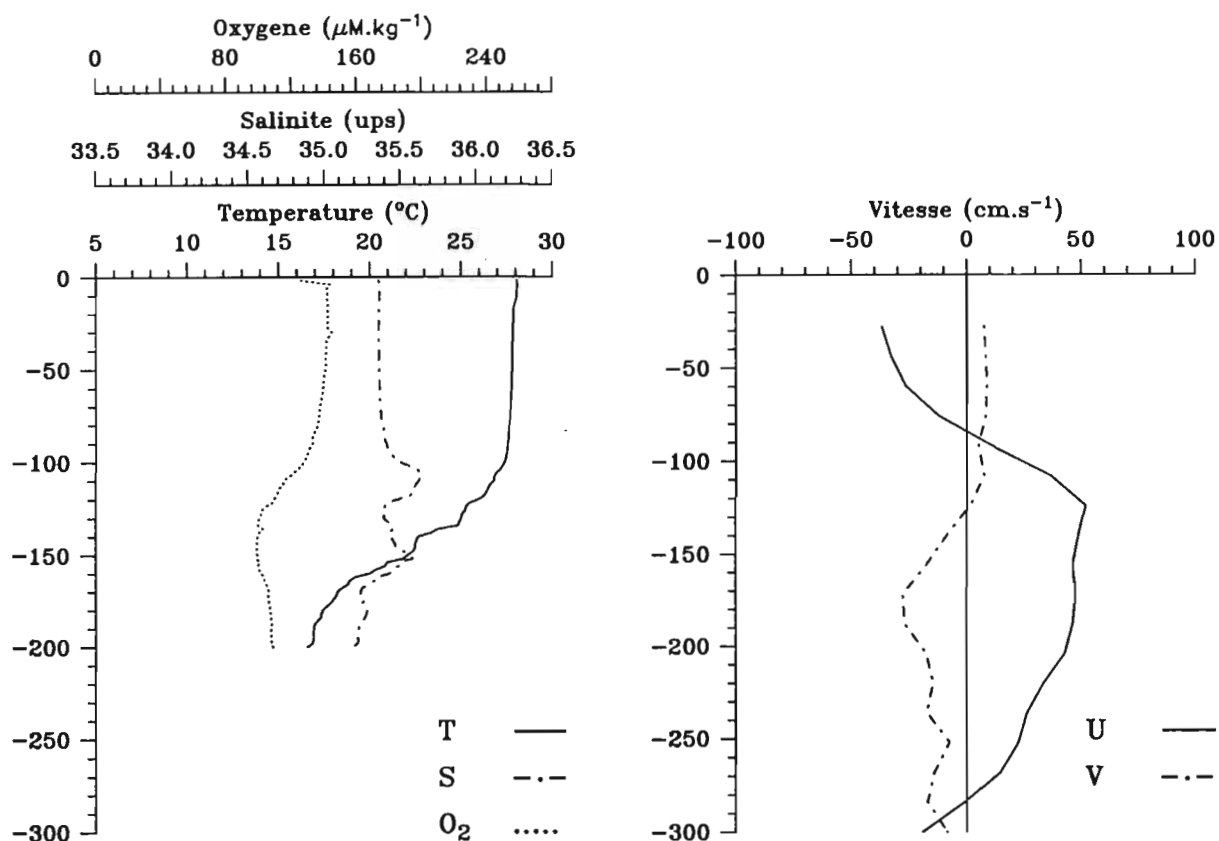 Oxygene (μM.kg⁻¹)
0 80 160 240
Salinite (ups)
33.5 34.0 34.5 35.0 35.5 36.0 36.5
Temperature (°C)
5 10 15 20 25 30
0
-50
-100
-150
-200
-250
-300
T
S
O₂
Vitesse (cm.s⁻¹)
-100 -50 0 50 100
0
-50
-100
-150
-200
-250
-300
U
V